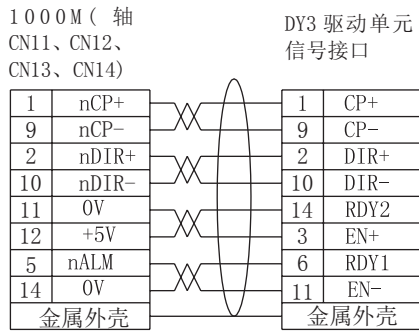 1000M( 轴
CN11、CN12、
CN13、CN14)
DY3 驱动单元
信号接口
1 nCP+ 1 CP+
9 nCP- 9 CP-
2 nDIR+ 2 DIR+
10 nDIR- 10 DIR-
11 0V 14 RDY2
12 +5V 3 EN+
5 nALM 6 RDY1
14 0V 11 EN-
金属外壳 金属外壳